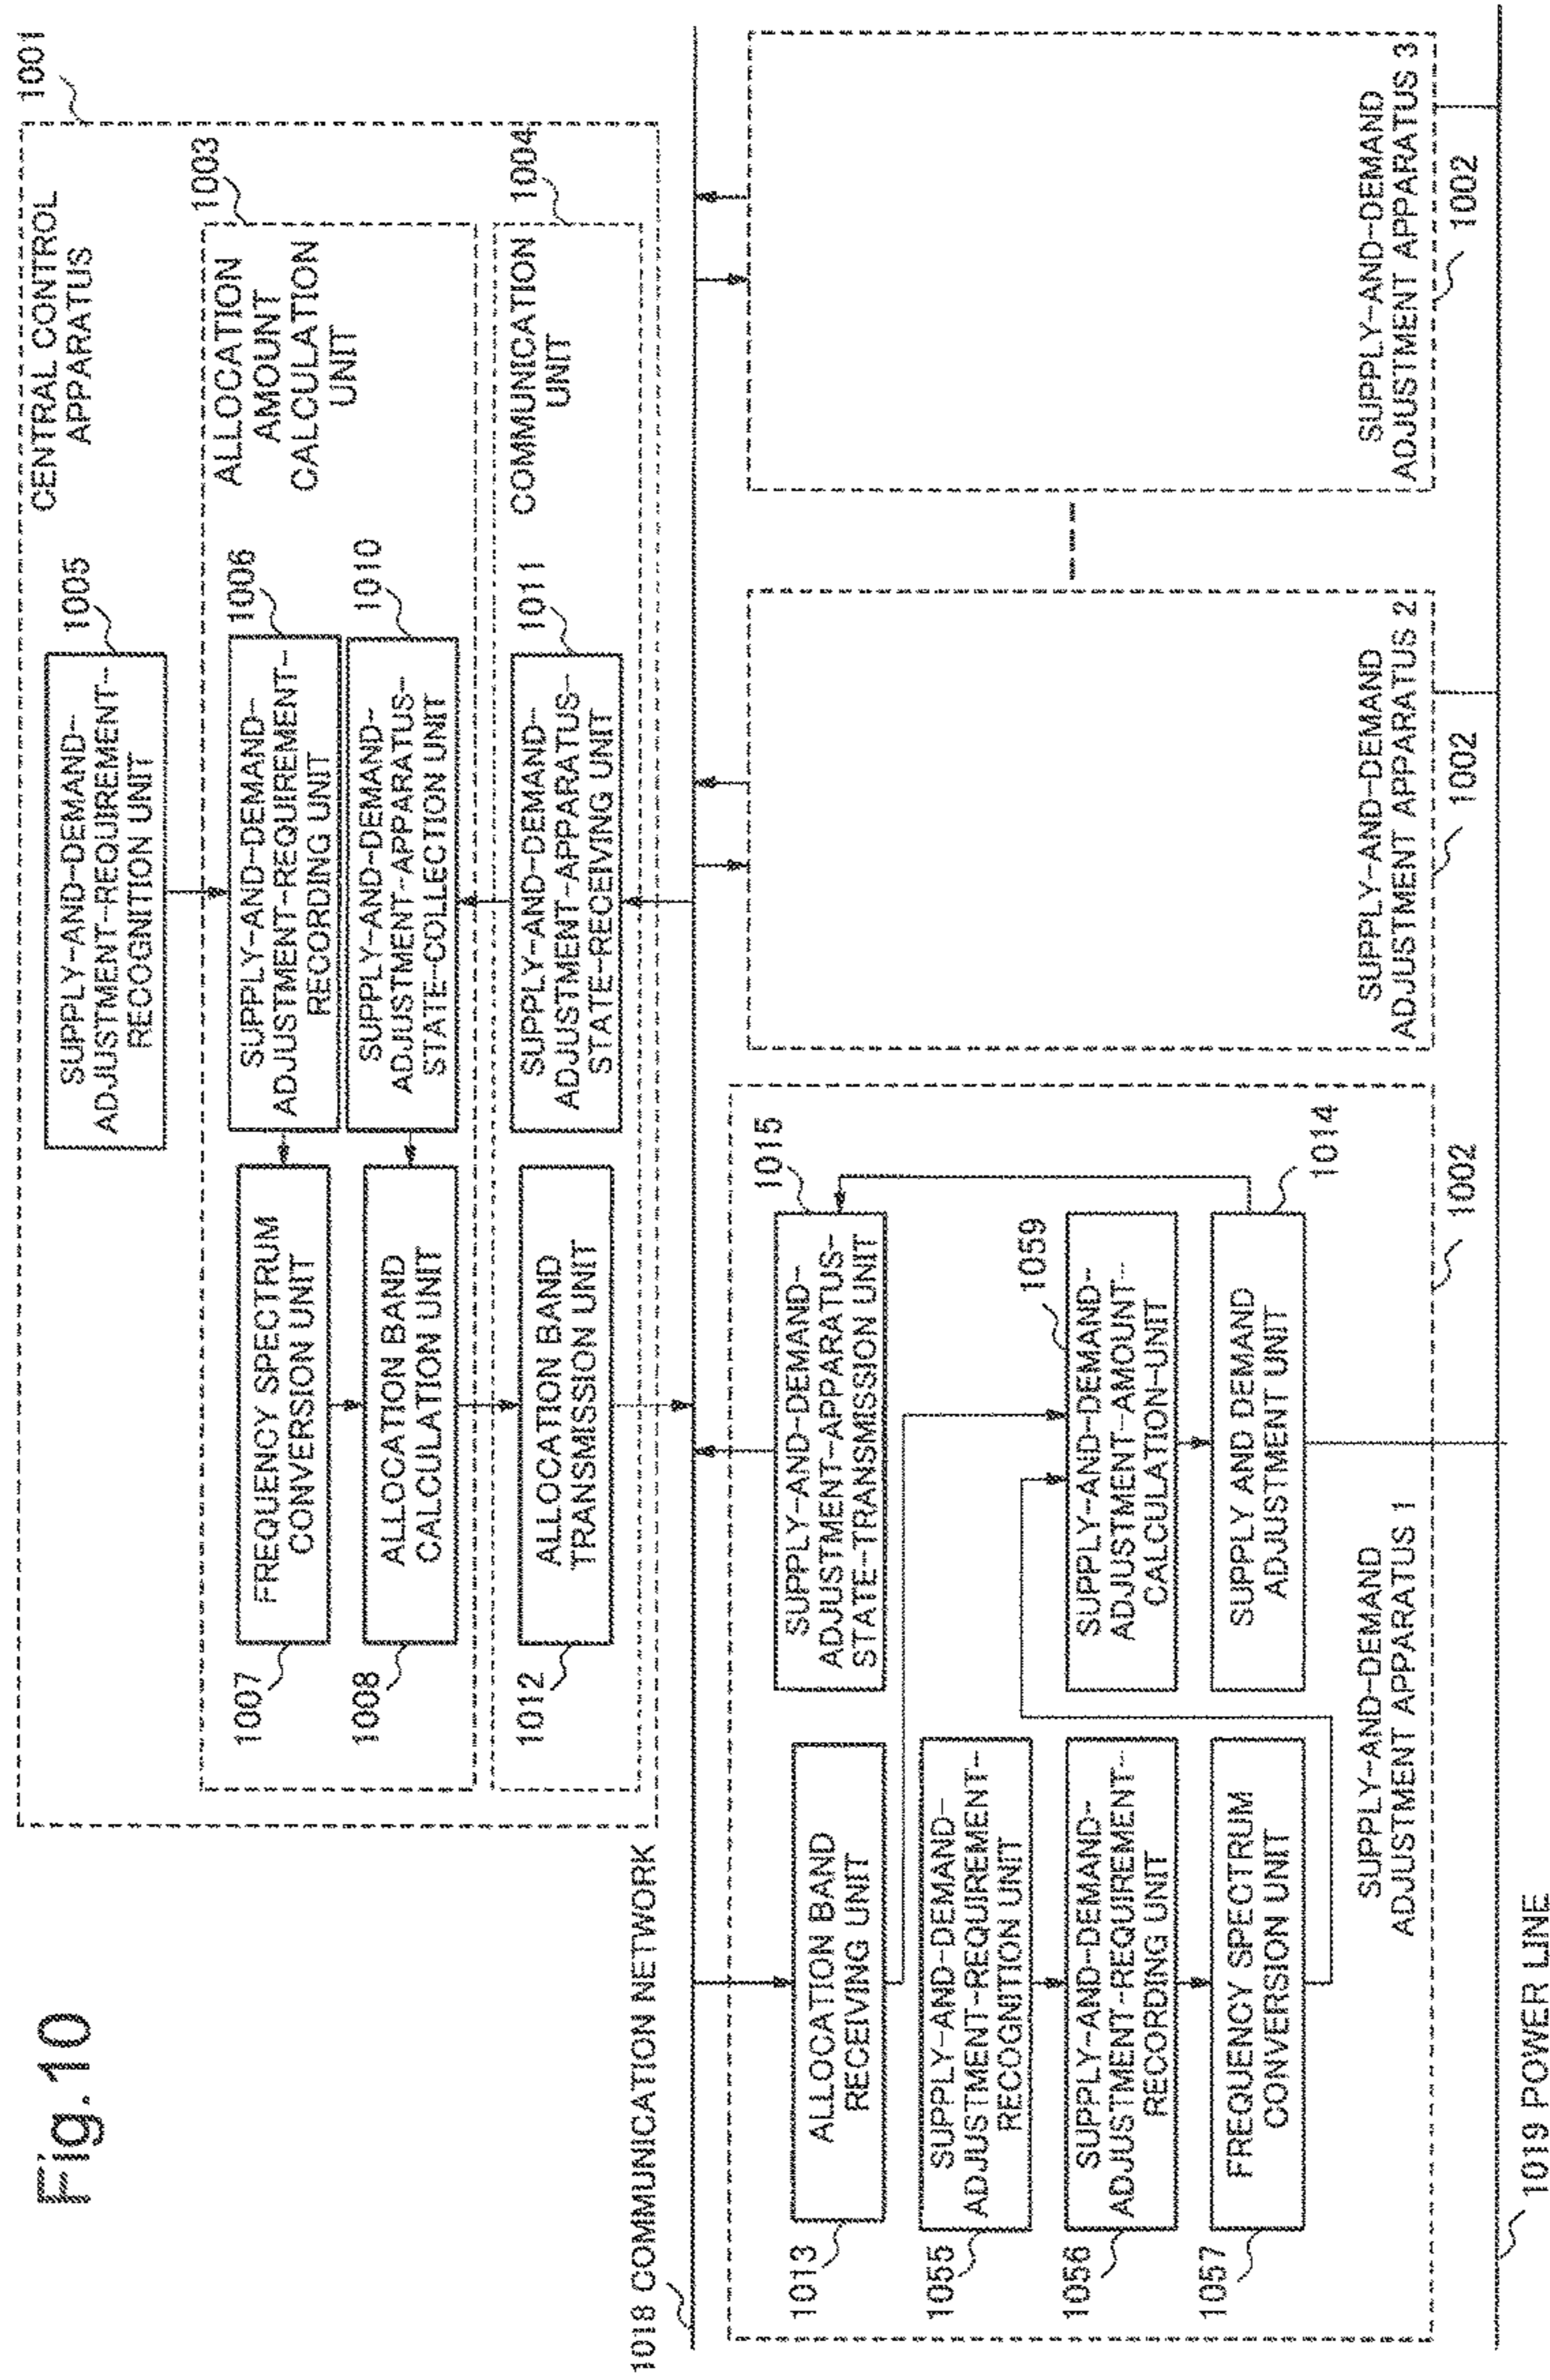 Fig.10
CENTRAL CONTROL
APPARATUS
1001
SUPPLY-AND-DEMAND-
ADJUSTMENT-REQUIREMENT-
RECOGNITION UNIT
1005
ALLOCATION
AMOUNT
CALCULATION
UNIT
1003
1007
FREQUENCY SPECTRUM
CONVERSION UNIT
SUPPLY-AND-DEMAND-
ADJUSTMENT-REQUIREMENT-
RECORDING UNIT
1006
1008
ALLOCATION BAND
CALCULATION UNIT
SUPPLY-AND-DEMAND-
ADJUSTMENT-APPARATUS-
STATE-COLLECTION UNIT
1010
COMMUNICATION
UNIT
1004
1012
ALLOCATION BAND
TRANSMISSION UNIT
SUPPLY-AND-DEMAND-
ADJUSTMENT-APPARATUS-
STATE-RECEIVING UNIT
1011
1018 COMMUNICATION NETWORK
1013
ALLOCATION BAND
RECEIVING UNIT
SUPPLY-AND-DEMAND-
ADJUSTMENT-APPARATUS-
STATE-TRANSMISSION UNIT
1015
1055
SUPPLY-AND-DEMAND-
ADJUSTMENT-REQUIREMENT-
RECOGNITION UNIT
1056
SUPPLY-AND-DEMAND-
ADJUSTMENT-REQUIREMENT-
RECORDING UNIT
SUPPLY-AND-DEMAND-
ADJUSTMENT-AMOUNT-
CALCULATION-UNIT
1059
1057
FREQUENCY SPECTRUM
CONVERSION UNIT
SUPPLY AND DEMAND
ADJUSTMENT UNIT
1014
SUPPLY-AND-DEMAND
ADJUSTMENT APPARATUS 1
1002
SUPPLY-AND-DEMAND
ADJUSTMENT APPARATUS 2
1002
SUPPLY-AND-DEMAND
ADJUSTMENT APPARATUS 3
1002
1019 POWER LINE